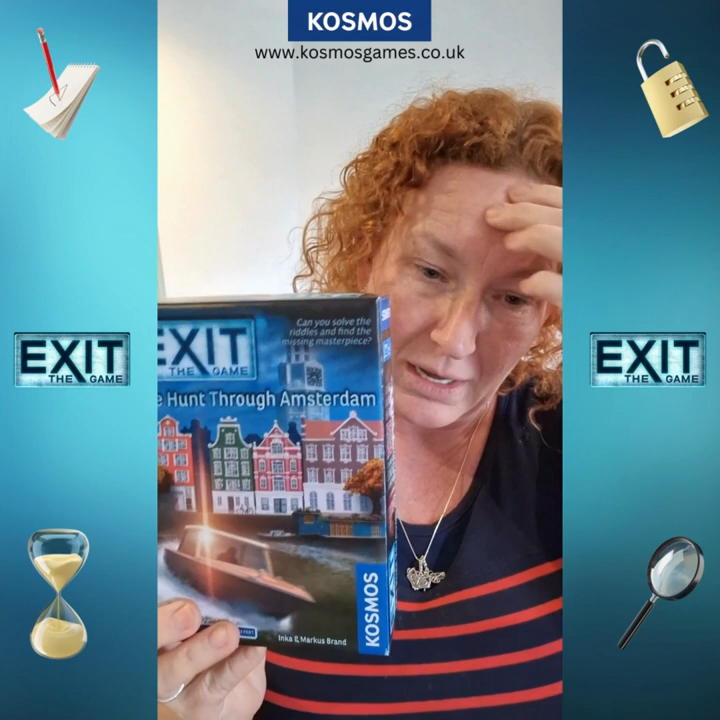 KOSMOS
www.kosmosgames.co.uk
EXIT
THE GAME
Can you solve the
riddles and find the
missing masterpiece?
EXIT
THE GAME
e Hunt Through Amsterdam
EXIT
THE GAME
Inka & Markus Brand
KOSMOS